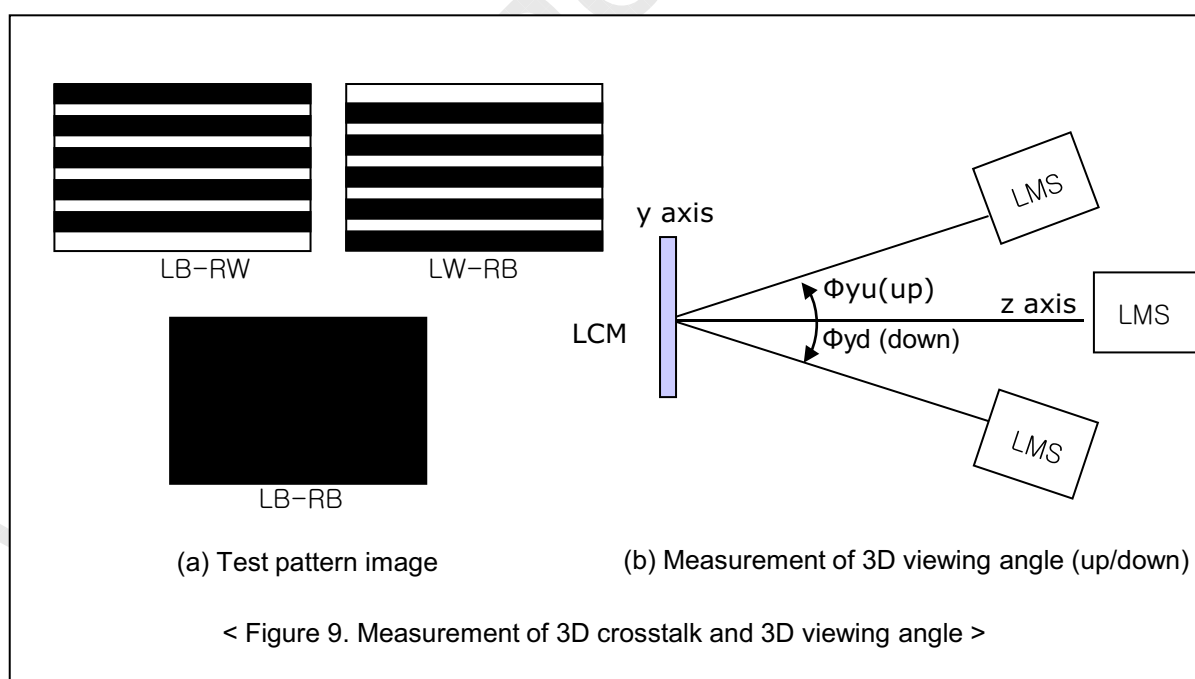 LB-RW
LW-RB
LB-RB
(a) Test pattern image
y axis
LCM
Φyu(up)
z axis
Φyd (down)
LMS
LMS
LMS
(b) Measurement of 3D viewing angle (up/down)
< Figure 9. Measurement of 3D crosstalk and 3D viewing angle >